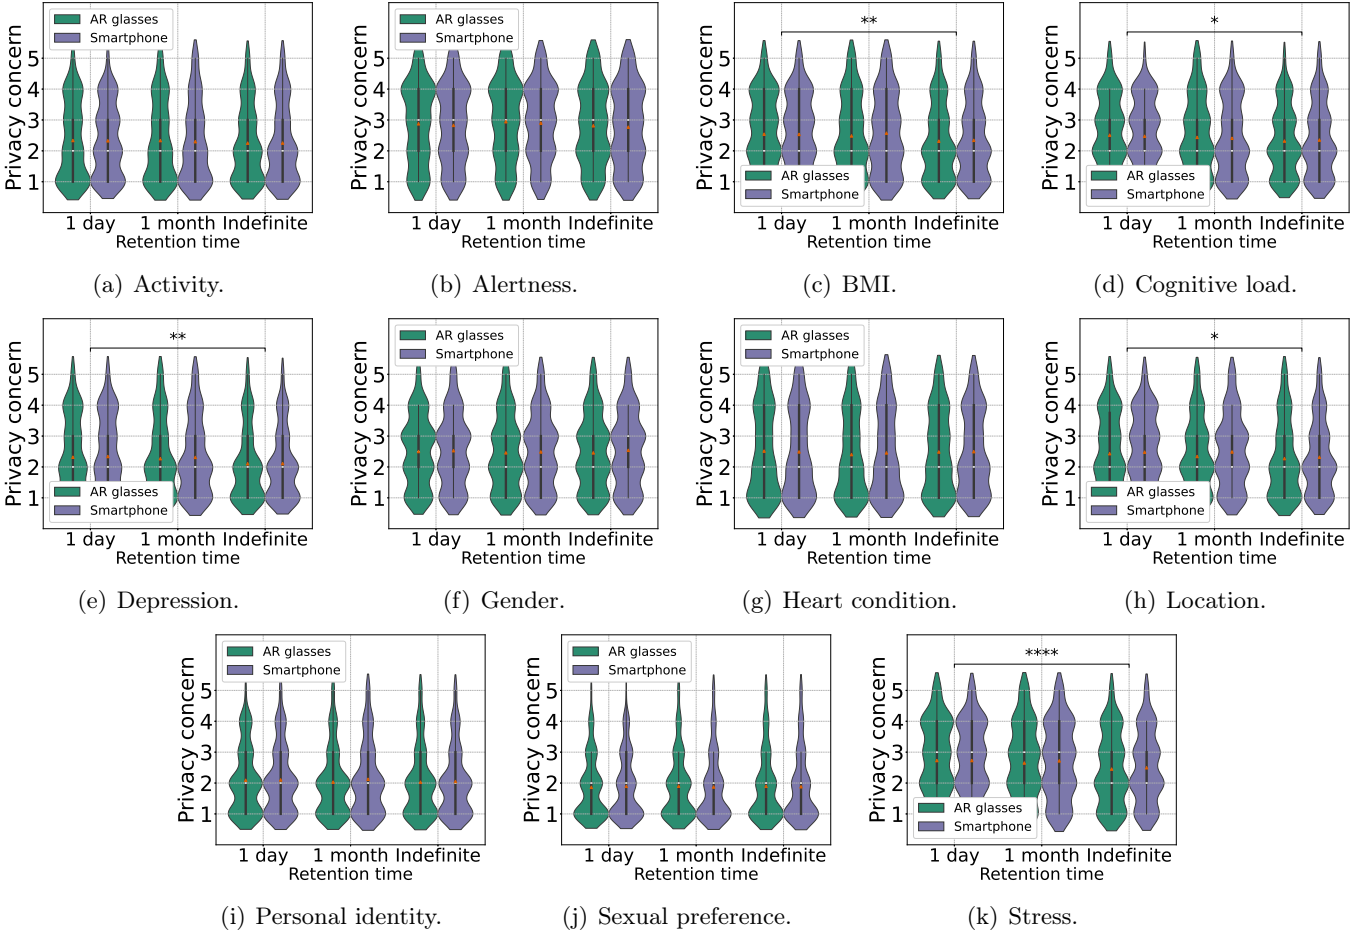 AR glasses
Smartphone
Privacy concern
5
4
3
2
1
1 day
1 month
Indefinite
Retention time
(a) Activity.
AR glasses
Smartphone
Privacy concern
5
4
3
2
1
1 day
1 month
Indefinite
Retention time
(b) Alertness.
**
Privacy concern
5
4
3
2
1
AR glasses
Smartphone
1 day
1 month
Indefinite
Retention time
(c) BMI.
*
Privacy concern
5
4
3
2
1
AR glasses
Smartphone
1 day
1 month
Indefinite
Retention time
(d) Cognitive load.
**
Privacy concern
5
4
3
2
1
AR glasses
Smartphone
1 day
1 month
Indefinite
Retention time
(e) Depression.
AR glasses
Smartphone
Privacy concern
5
4
3
2
1
1 day
1 month
Indefinite
Retention time
(f) Gender.
AR glasses
Smartphone
Privacy concern
5
4
3
2
1
1 day
1 month
Indefinite
Retention time
(g) Heart condition.
*
Privacy concern
5
4
3
2
1
AR glasses
Smartphone
1 day
1 month
Indefinite
Retention time
(h) Location.
AR glasses
Smartphone
Privacy concern
5
4
3
2
1
1 day
1 month
Indefinite
Retention time
(i) Personal identity.
AR glasses
Smartphone
Privacy concern
5
4
3
2
1
1 day
1 month
Indefinite
Retention time
(j) Sexual preference.
****
Privacy concern
5
4
3
2
1
AR glasses
Smartphone
1 day
1 month
Indefinite
Retention time
(k) Stress.